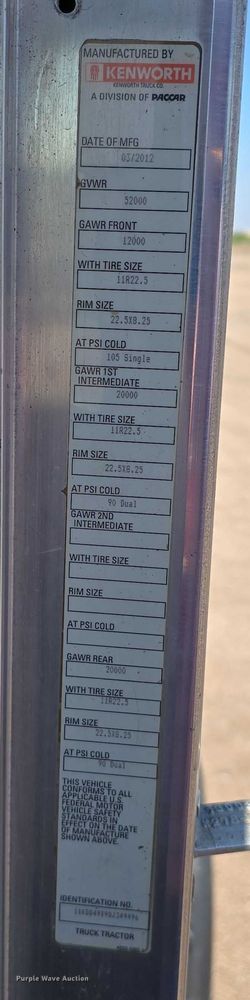 MANUFACTURED BY
KENWORTH
KENWORTH TRUCK CO.
A DIVISION OF PACCAR
DATE OF MFG
03/2012
GVWR
52000
GAWR FRONT
12000
WITH TIRE SIZE
11R22.5
RIM SIZE
22.5X8.25
AT PSI COLD
105 Single
GAWR 1ST
INTERMEDIATE
20000
WITH TIRE SIZE
11R22.5
RIM SIZE
22.5X8.25
AT PSI COLD
90 Dual
GAWR 2ND
INTERMEDIATE
WITH TIRE SIZE
RIM SIZE
AT PSI COLD
GAWR REAR
20000
WITH TIRE SIZE
11R22.5
RIM SIZE
22.5X8.25
AT PSI COLD
90 Dual
THIS VEHICLE
CONFORMS TO ALL
APPLICABLE U.S.
FEDERAL MOTOR
VEHICLE SAFETY
STANDARDS IN
EFFECT ON THE DATE
OF MANUFACTURE
SHOWN ABOVE.
IDENTIFICATION NO.
TRUCK TRACTOR
Purple Wave Auction